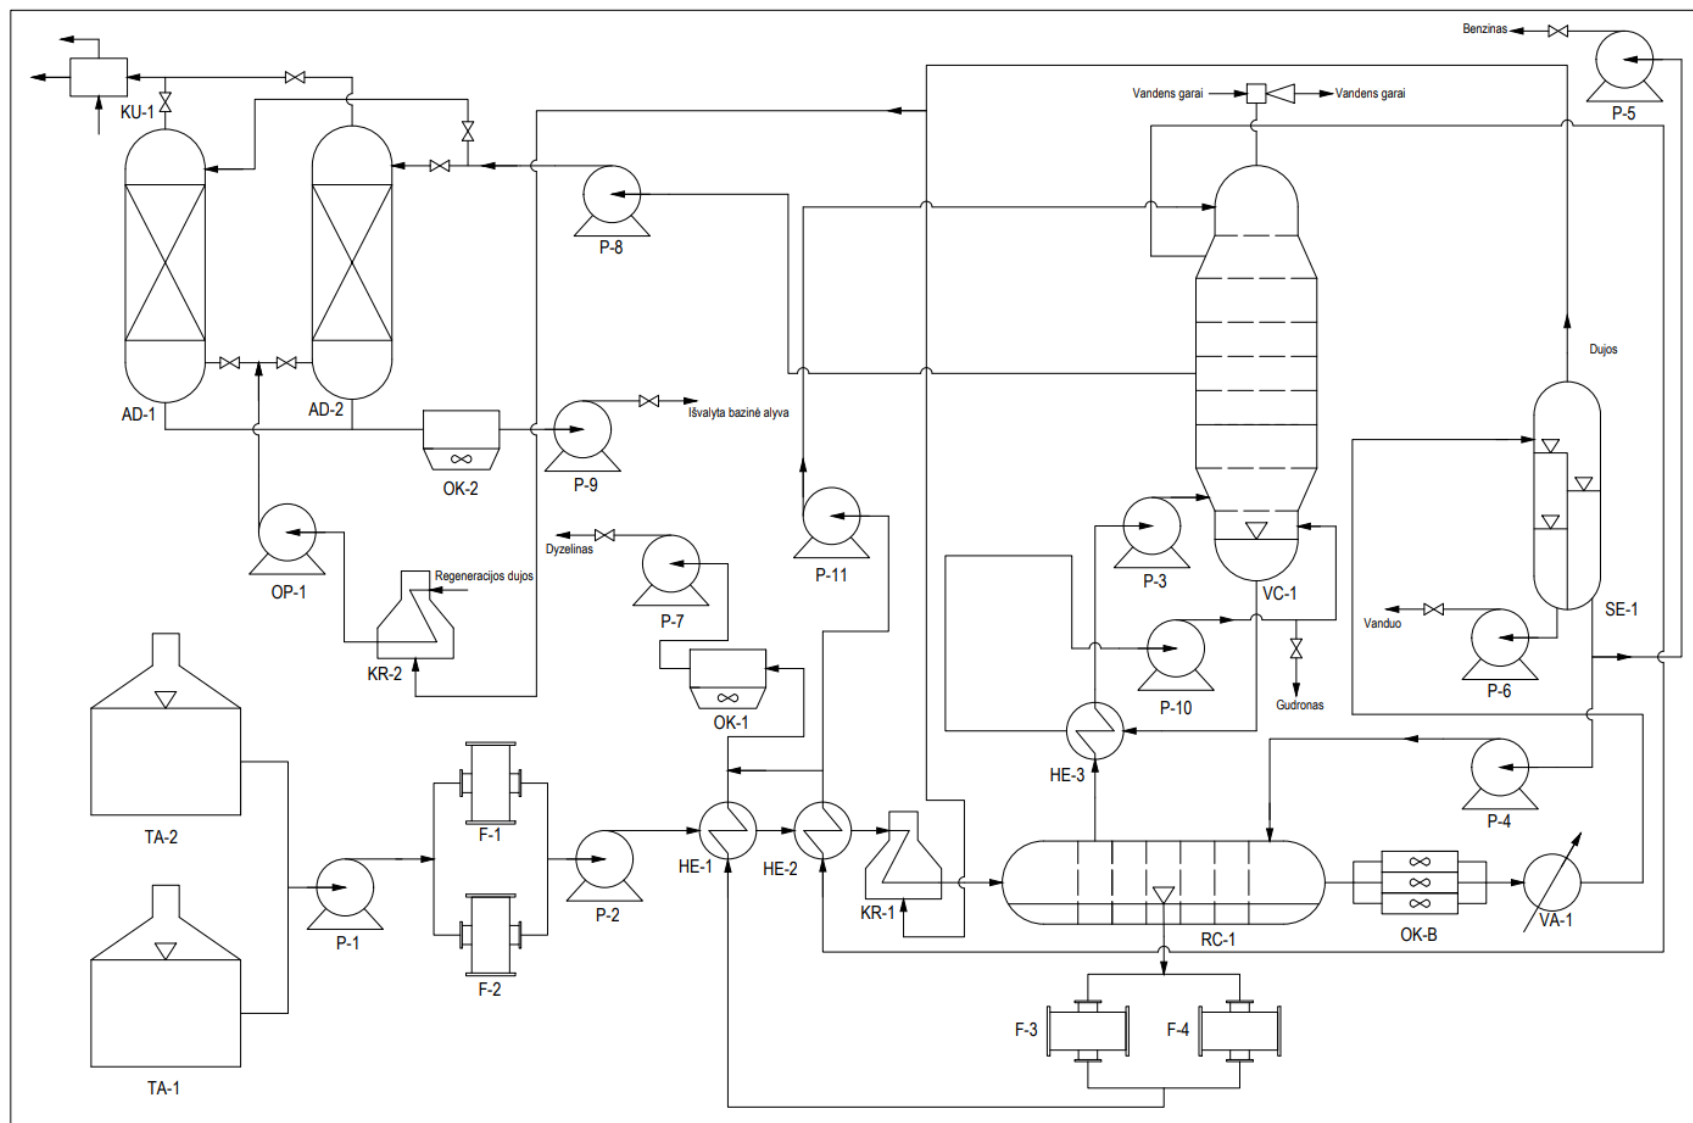 Benzinas
P-5
KU-1
Vandens garai
Vandens garai
P-8
Dujos
AD-1
AD-2
Išvalyta bazinė alyva
OK-2
P-9
Dyzelinas
OP-1
Regeneracijos dujos
P-7
P-11
P-3
VC-1
SE-1
Vanduo
KR-2
P-6
P-10
Gudronas
OK-1
HE-3
TA-2
F-1
P-4
HE-1
HE-2
KR-1
P-1
P-2
RC-1
OK-B
VA-1
F-2
F-3
F-4
TA-1